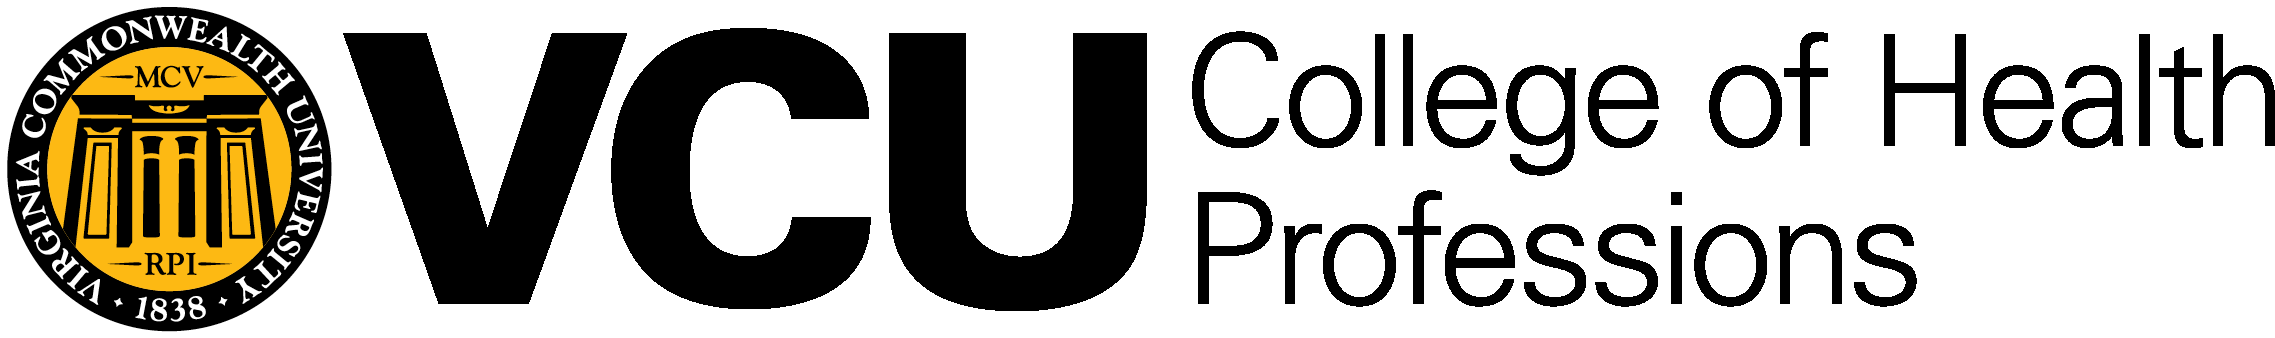 VIRGINIA COMMONWEALTH UNIVERSITY
MCV
RPI
1838
VCU
College of Health
Professions